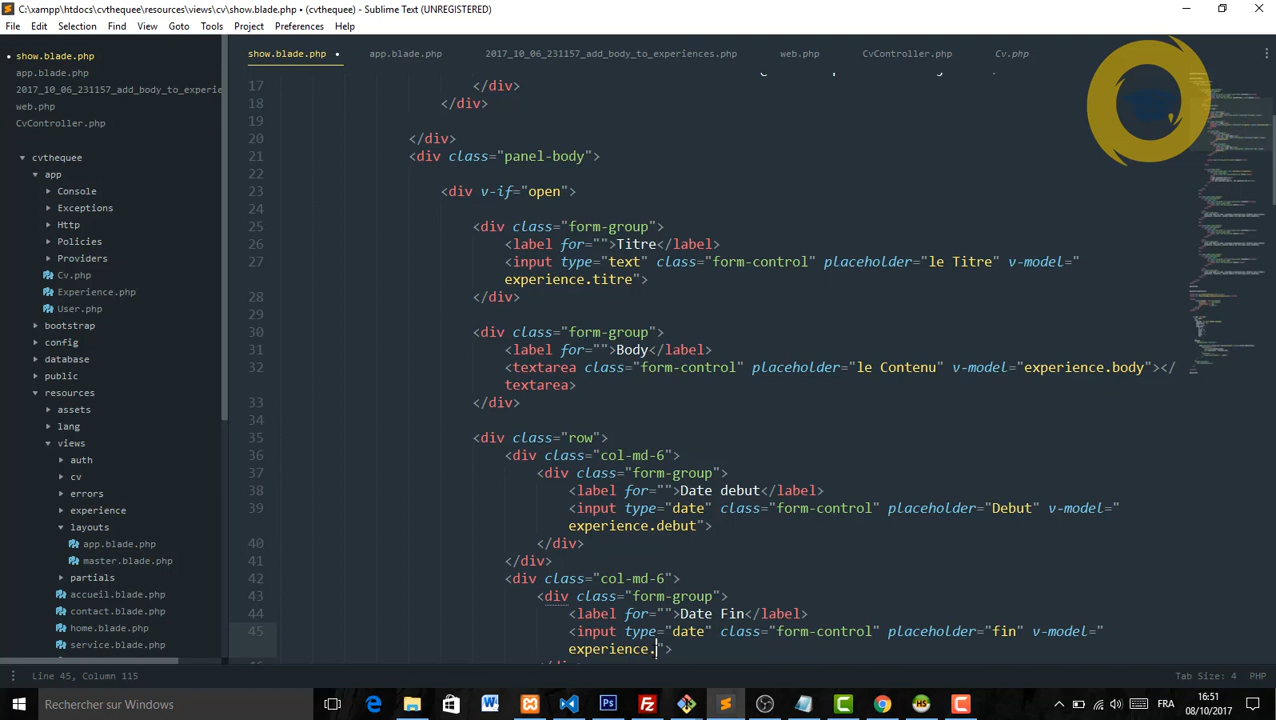 C:\xampp\htdocs\cvthequee\resources\views\cv\show.blade.php • (cvthequee) - Sublime Text (UNREGISTERED)
File Edit Selection Find View Goto Tools Project Preferences Help
show.blade.php
app.blade.php
2017_10_06_231157_add_body_to_experie
web.php
CvController.php
cvthequee
app
Console
Exceptions
Http
Policies
Providers
Cv.php
Experience.php
User.php
bootstrap
config
database
public
resources
assets
lang
views
auth
cv
errors
experience
layouts
app.blade.php
master.blade.php
partials
accueil.blade.php
contact.blade.php
home.blade.php
service.blade.php
show.blade.php • app.blade.php 2017_10_06_231157_add_body_to_experiences.php web.php CvController.php Cv.php
17 </div>
18 </div>
19
20 </div>
21 <div class="panel-body">
22
23 <div v-if="open">
24
25 <div class="form-group">
26 <label for="">Titre</label>
27 <input type="text" class="form-control" placeholder="le Titre" v-model="
experience.titre">
28 </div>
29
30 <div class="form-group">
31 <label for="">Body</label>
32 <textarea class="form-control" placeholder="le Contenu" v-model="experience.body"></
textarea>
33 </div>
34
35 <div class="row">
36 <div class="col-md-6">
37 <div class="form-group">
38 <label for="">Date debut</label>
39 <input type="date" class="form-control" placeholder="Debut" v-model="
experience.debut">
40 </div>
41 </div>
42 <div class="col-md-6">
43 <div class="form-group">
44 <label for="">Date Fin</label>
45 <input type="date" class="form-control" placeholder="fin" v-model="
experience.">
Line 45, Column 115 Tab Size: 4 PHP
Rechercher sur Windows
FRA
16:51
08/10/2017